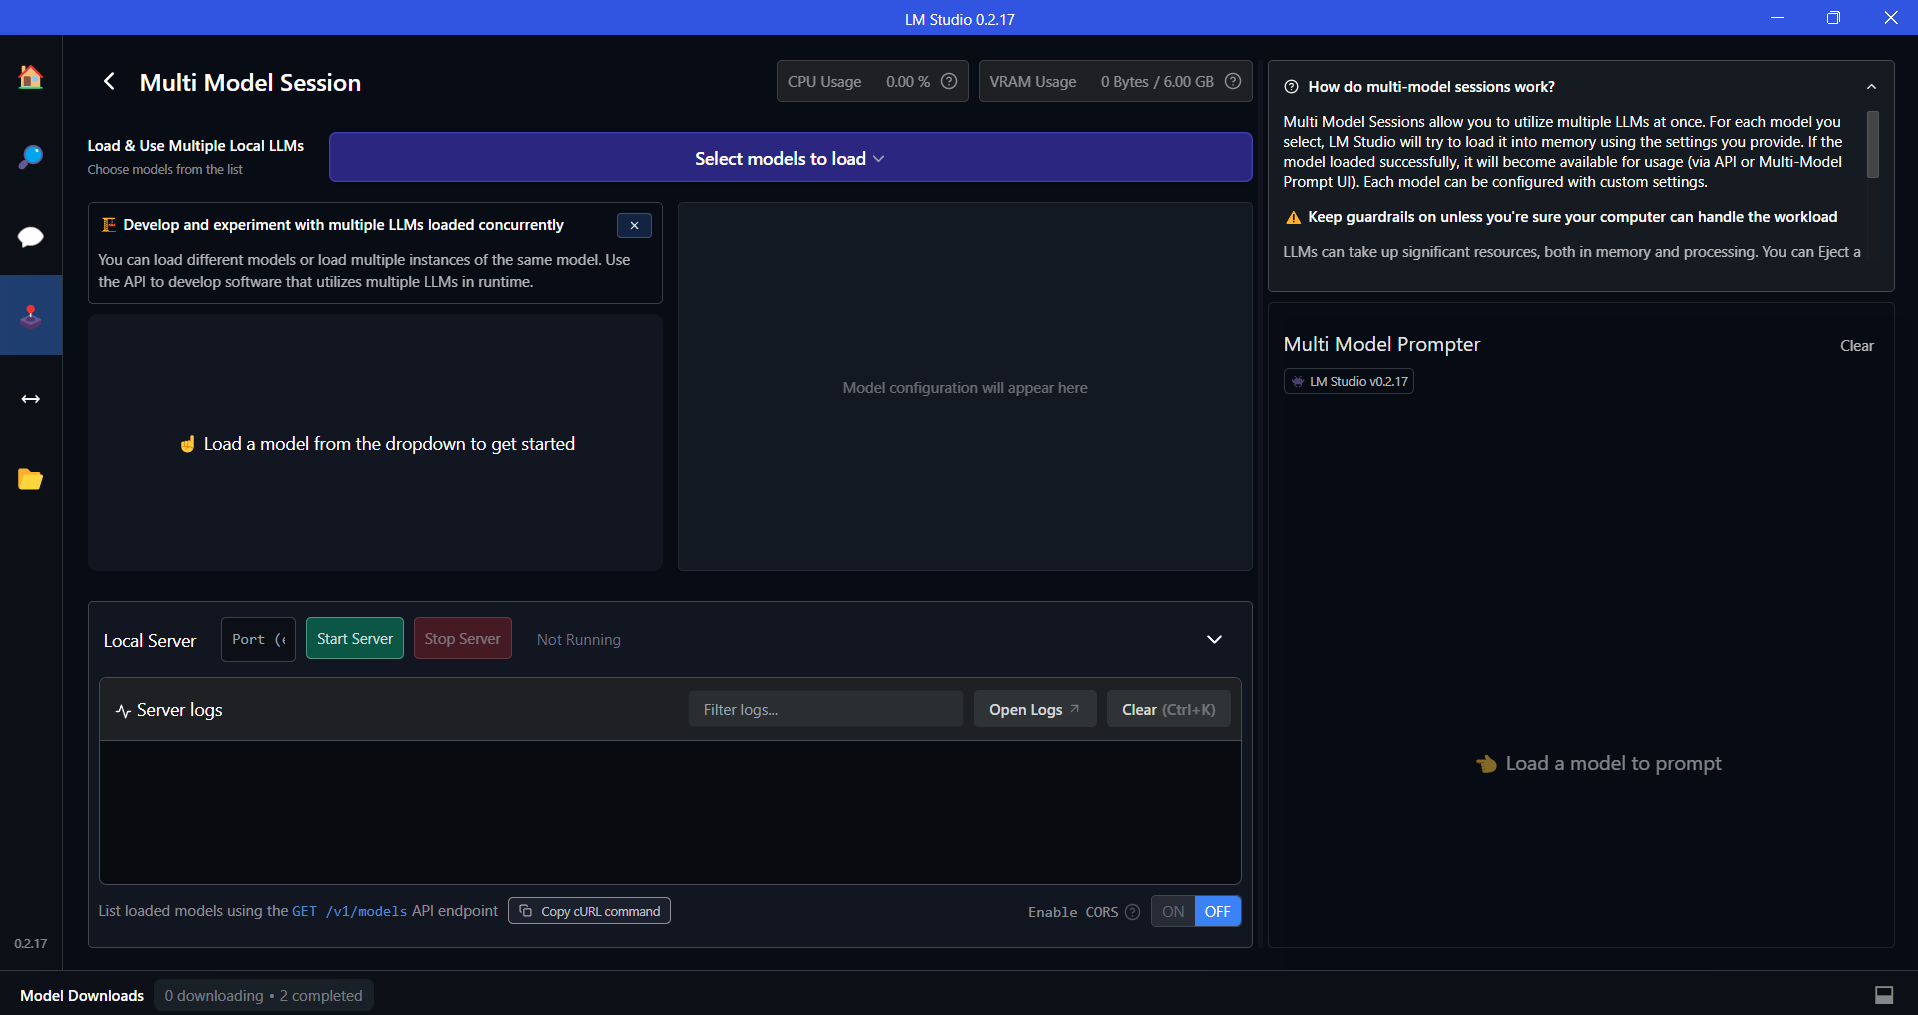 LM Studio 0.2.17
Multi Model Session
CPU Usage 0.00 %
VRAM Usage 0 Bytes / 6.00 GB
Load & Use Multiple Local LLMs
Choose models from the list
Select models to load
Develop and experiment with multiple LLMs loaded concurrently
You can load different models or load multiple instances of the same model. Use
the API to develop software that utilizes multiple LLMs in runtime.
Load a model from the dropdown to get started
Model configuration will appear here
How do multi-model sessions work?
Multi Model Sessions allow you to utilize multiple LLMs at once. For each model you
select, LM Studio will try to load it into memory using the settings you provide. If the
model loaded successfully, it will become available for usage (via API or Multi-Model
Prompt UI). Each model can be configured with custom settings.
Keep guardrails on unless you're sure your computer can handle the workload
LLMs can take up significant resources, both in memory and processing. You can Eject a
Multi Model Prompter
Clear
LM Studio v0.2.17
Load a model to prompt
Local Server
Port (e
Start Server
Stop Server
Not Running
Server logs
Filter logs...
Open Logs
Clear (Ctrl+K)
List loaded models using the GET /v1/models API endpoint
Copy cURL command
Enable CORS
ON
OFF
0.2.17
Model Downloads
0 downloading • 2 completed